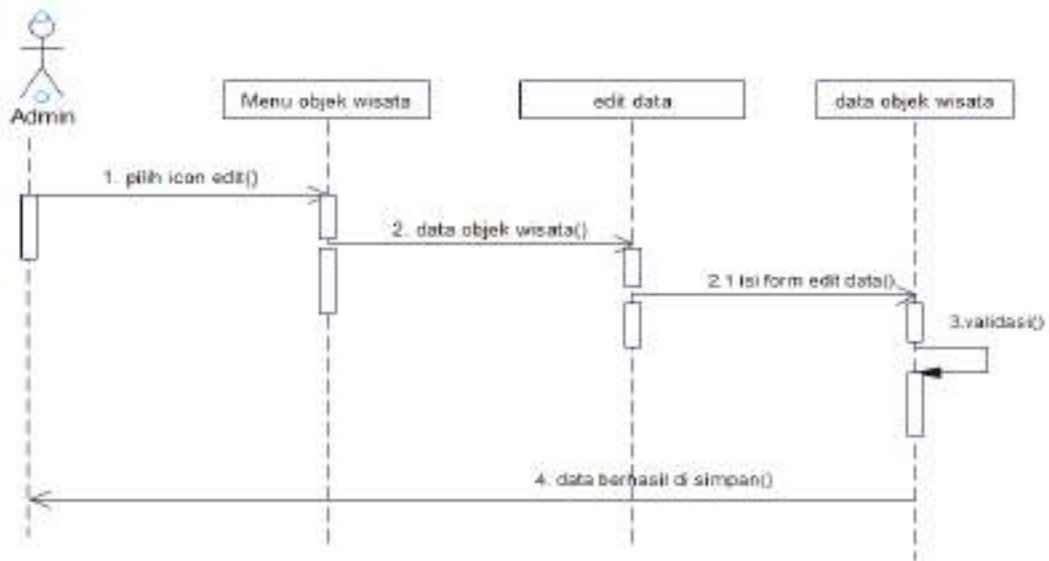 Admin
Menu objek wisata
edit data
data objek wisata
1. pilih icon edit()
2. data objek wisata()
2.1 isi form edit data()
3.validasi()
4. data berhasil di simpan()